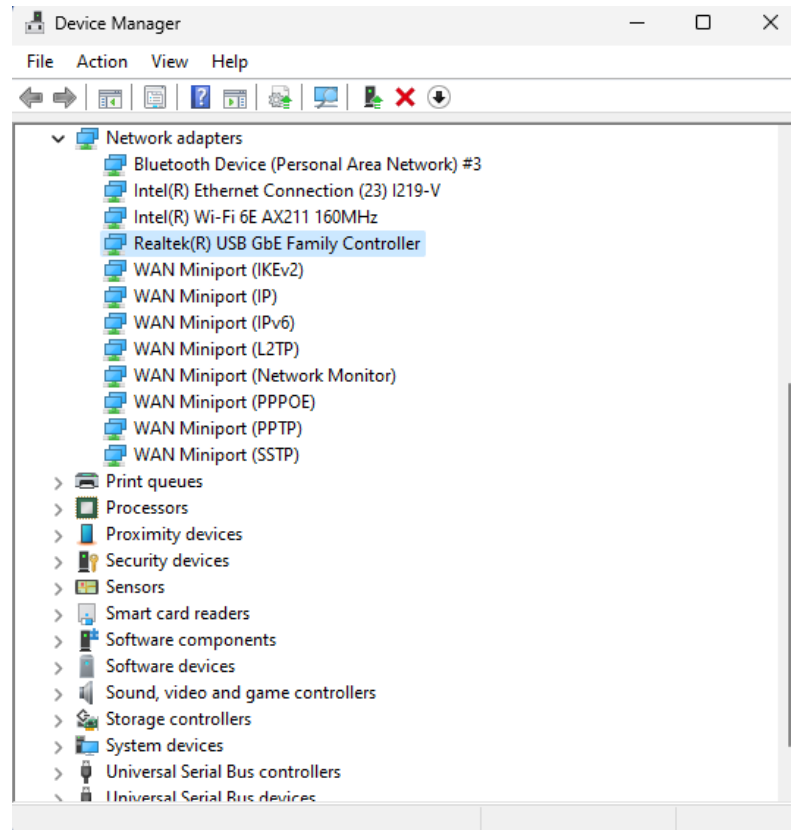 Device Manager
File Action View Help
Network adapters
Bluetooth Device (Personal Area Network) #3
Intel(R) Ethernet Connection (23) I219-V
Intel(R) Wi-Fi 6E AX211 160MHz
Realtek(R) USB GbE Family Controller
WAN Miniport (IKEv2)
WAN Miniport (IP)
WAN Miniport (IPv6)
WAN Miniport (L2TP)
WAN Miniport (Network Monitor)
WAN Miniport (PPPOE)
WAN Miniport (PPTP)
WAN Miniport (SSTP)
Print queues
Processors
Proximity devices
Security devices
Sensors
Smart card readers
Software components
Software devices
Sound, video and game controllers
Storage controllers
System devices
Universal Serial Bus controllers
Universal Serial Bus devices